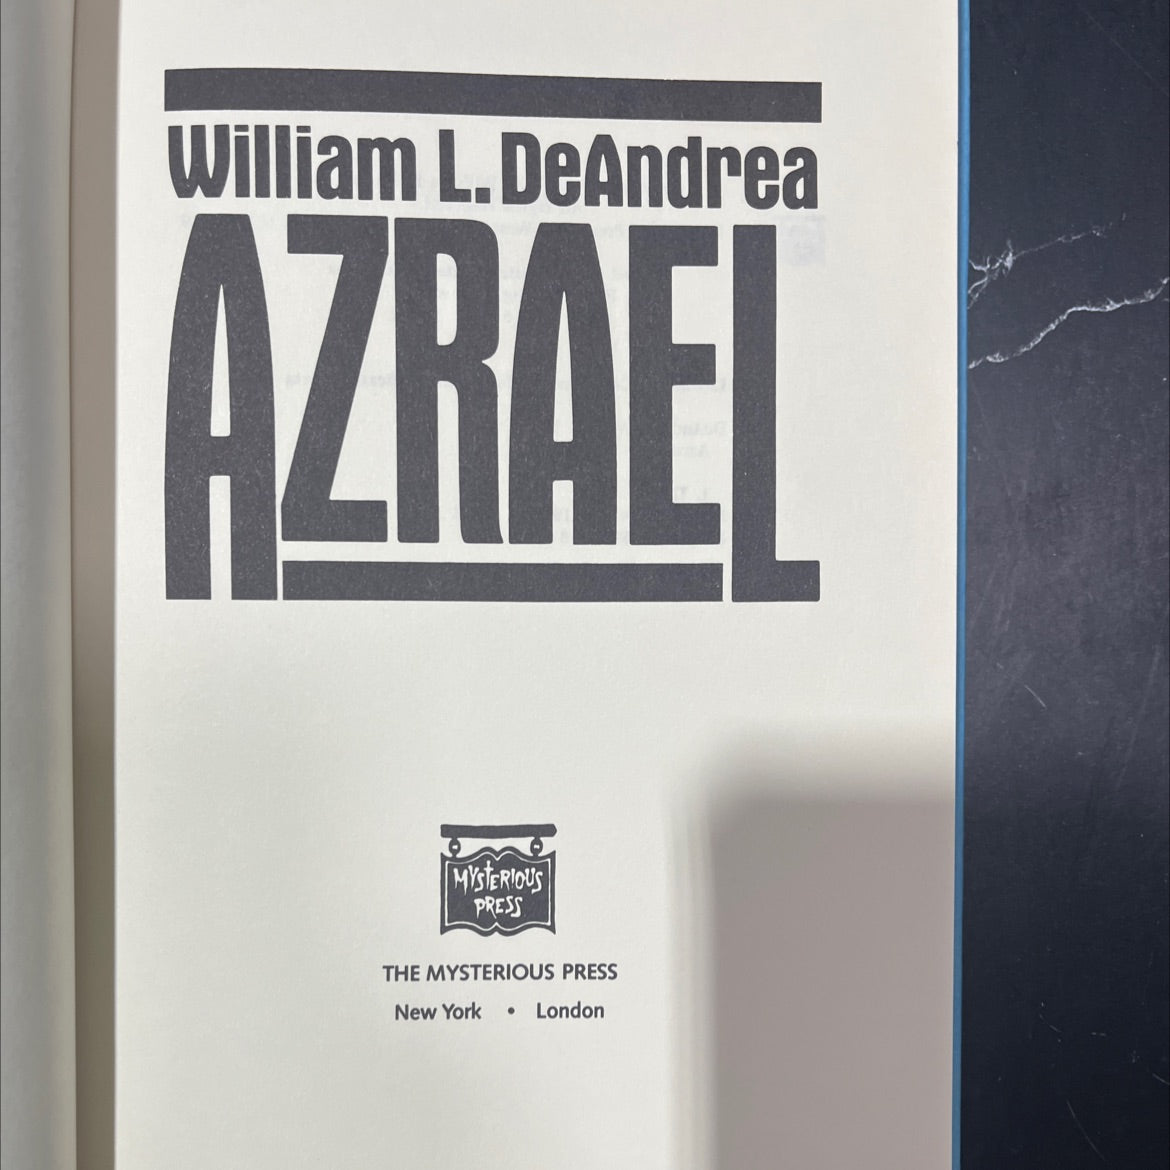 William L. DeAndrea
AZRAEL
MYSTERIOUS
PRESS
THE MYSTERIOUS PRESS
New York • London